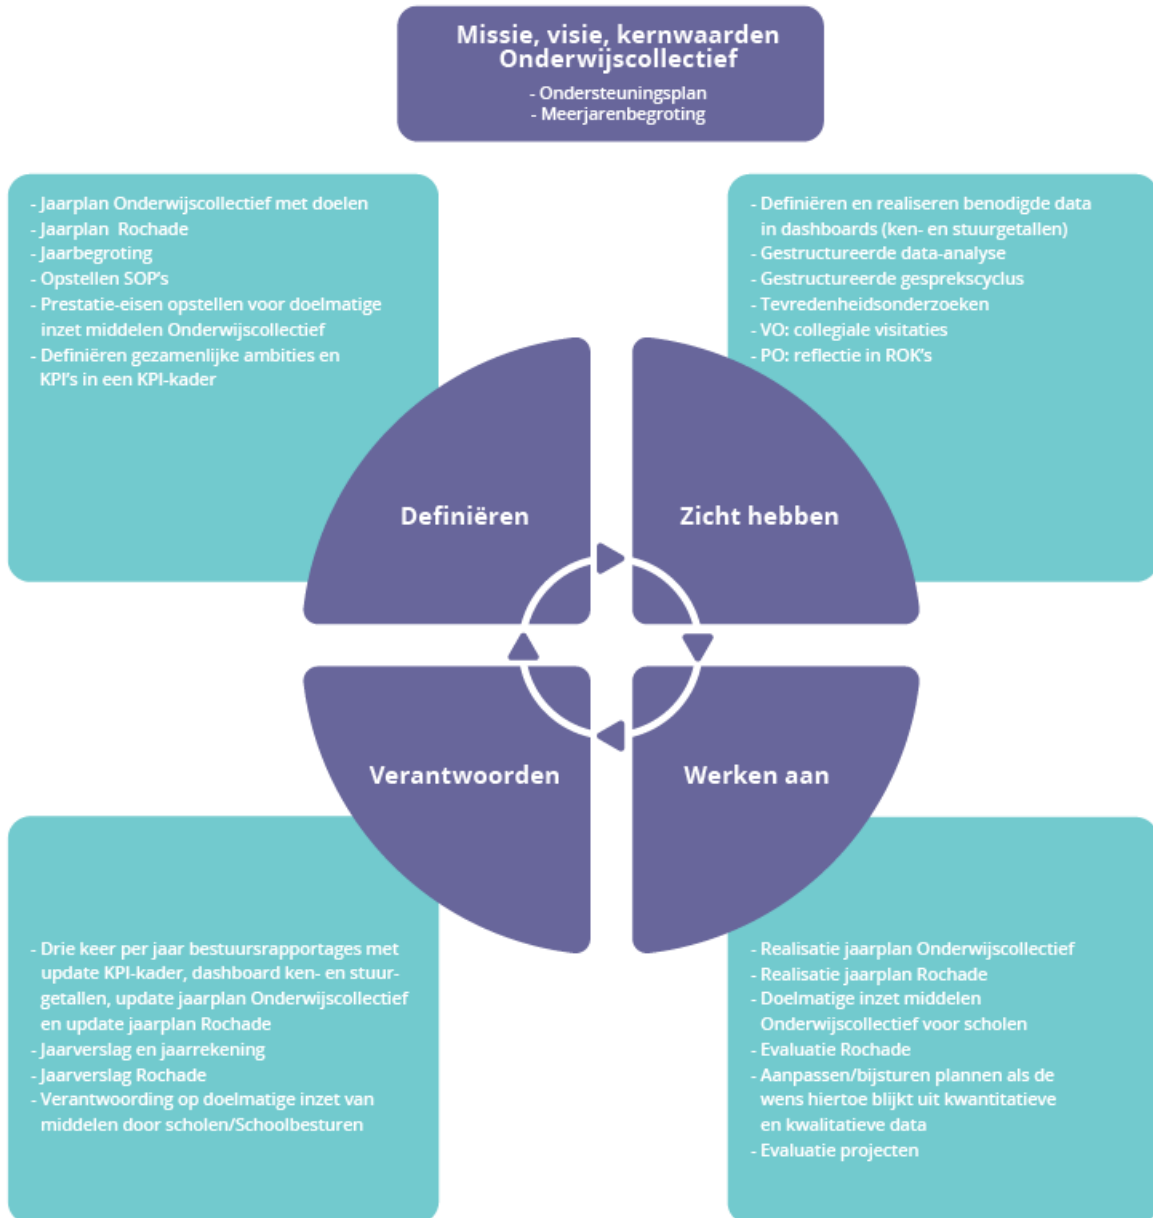 Missie, visie, kernwaarden
Onderwijscollectief
- Ondersteuningsplan
- Meerjarenbegroting
- Jaarplan Onderwijscollectief met doelen
- Jaarplan Rochade
- Jaarbegroting
- Opstellen SOP's
- Prestatie-eisen opstellen voor doelmatige
inzet middelen Onderwijscollectief
- Definiëren gezamenlijke ambities en
KPI's in een KPI-kader
- Definiëren en realiseren benodigde data
in dashboards (ken- en stuurgetallen)
- Gestructureerde data-analyse
- Gestructureerde gesprekscyclus
- Tevredenheidsonderzoeken
- VO: collegiale visitaties
- PO: reflectie in ROK's
Definiëren
Zicht hebben
Verantwoorden
Werken aan
- Drie keer per jaar bestuursrapportages met
update KPI-kader, dashboard ken- en stuur-
getallen, update jaarplan Onderwijscollectief
en update jaarplan Rochade
- Jaarverslag en jaarrekening
- Jaarverslag Rochade
- Verantwoording op doelmatige inzet van
middelen door scholen/Schoolbesturen
- Realisatie jaarplan Onderwijscollectief
- Realisatie jaarplan Rochade
- Doelmatige inzet middelen
Onderwijscollectief voor scholen
- Evaluatie Rochade
- Aanpassen/bijsturen plannen als de
wens hiertoe blijkt uit kwantitatieve
en kwalitatieve data
- Evaluatie projecten